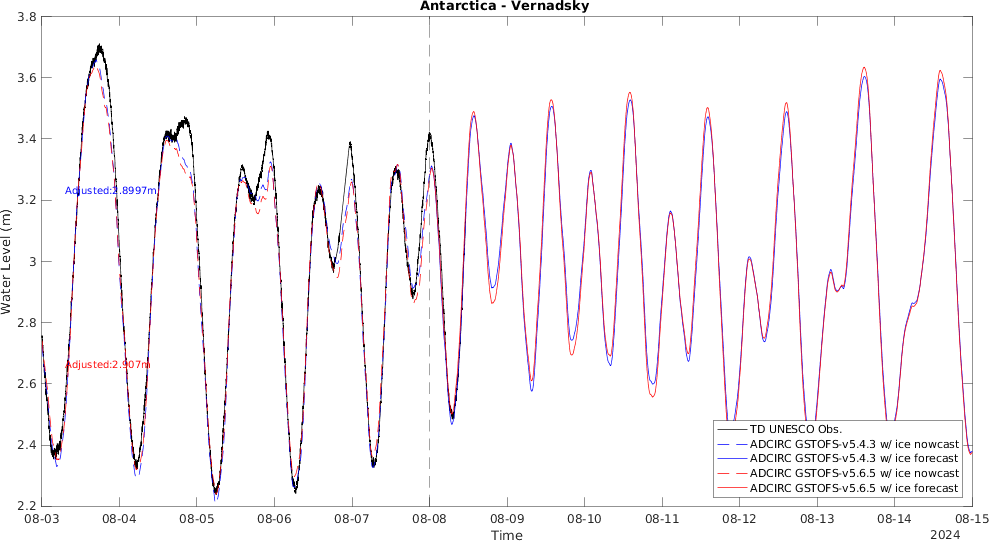 Antarctica - Vernadsky
3.8
3.6
3.4
3.2
3
2.8
2.6
2.4
2.2
Water Level (m)
Adjusted:2.8997m
Adjusted:2.907m
TD UNESCO Obs.
ADCIRC GSTOFS-v5.4.3 w/ ice nowcast
ADCIRC GSTOFS-v5.4.3 w/ ice forecast
ADCIRC GSTOFS-v5.6.5 w/ ice nowcast
ADCIRC GSTOFS-v5.6.5 w/ ice forecast
08-03 08-04 08-05 08-06 08-07 08-08 08-09 08-10 08-11 08-12 08-13 08-14 08-15
Time
2024